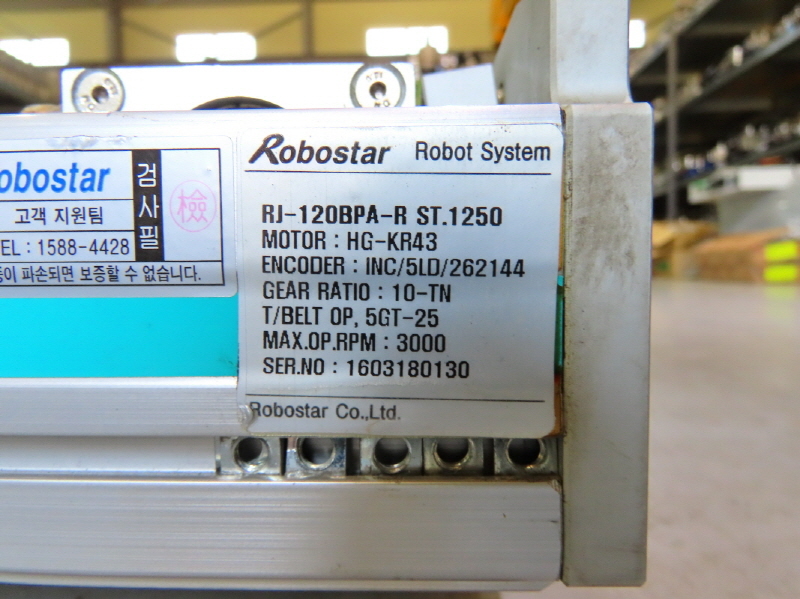 obostar
고객 지원팀
EL : 1588-4428
이 파손되면 보증할 수 없습니다.
검사필
檢
Robostar Robot System
RJ-120BPA-R ST.1250
MOTOR : HG-KR43
ENCODER : INC/5LD/262144
GEAR RATIO : 10-TN
T/BELT OP, 5GT-25
MAX.OP.RPM : 3000
SER.NO : 1603180130
Robostar Co.,Ltd.